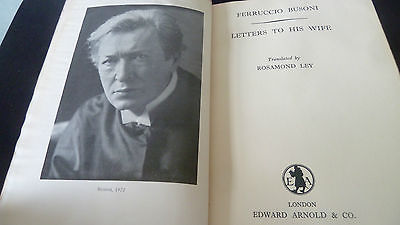 Busoni, 1922
FERRUCCIO BUSONI
LETTERS TO HIS WIFE
Translated by
ROSAMOND LEY
E A
LONDON
EDWARD ARNOLD & CO.